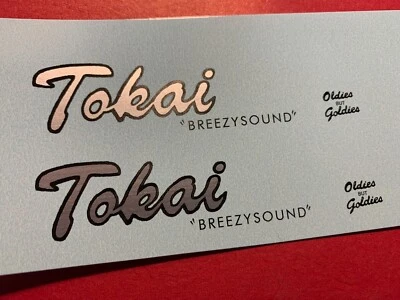 Tokai
"BREEZYSOUND"
Oldies
BUT
Goldies
Tokai
"BREEZYSOUND"
Oldies
BUT
Goldies